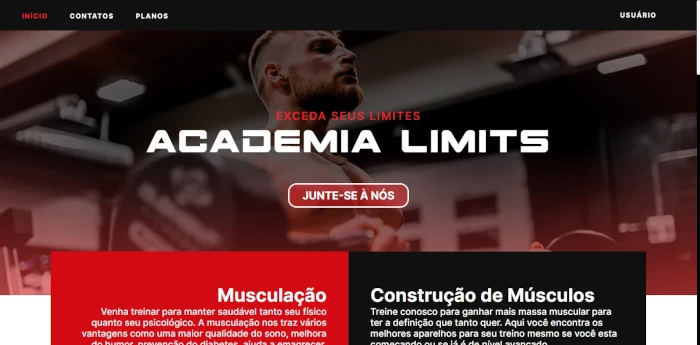 INÍCIO CONTATOS PLANOS USUÁRIO
EXCEDA SEUS LIMITES
ACADEMIA LIMITS
JUNTE-SE À NÓS
Musculação
Venha treinar para manter saudável tanto seu físico
quanto seu psicológico. A musculação nos traz vários
vantagens como uma maior qualidade do sono, melhora
do humor, prevenção do diabetes, ajuda a emagrecer,
Construção de Músculos
Treine conosco para ganhar mais massa muscular para
ter a definição que tanto quer. Aqui você encontra os
melhores aparelhos para seu treino mesmo se você esta
começando ou se já é de nível avançado.